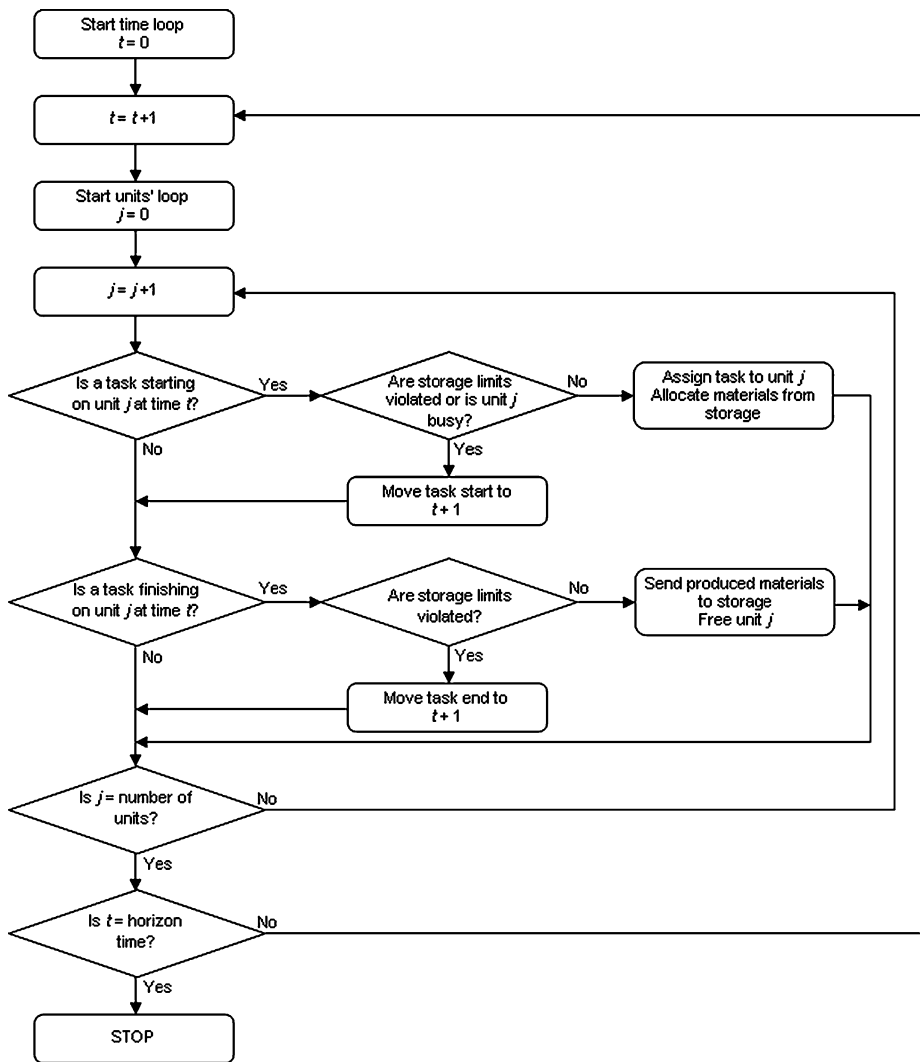 Start time loop
t = 0
t = t+1
Start units' loop
j = 0
j = j+1
Is a task starting
on unit j at time t?
Yes
No
Are storage limits
violated or is unit j
busy?
No
Yes
Assign task to unit j
Allocate materials from
storage
Move task start to
t + 1
Is a task finishing
on unit j at time t?
Yes
No
Are storage limits
violated?
No
Yes
Send produced materials
to storage
Free unit j
Move task end to
t + 1
Is j = number of
units?
No
Yes
Is t = horizon
time?
No
Yes
STOP